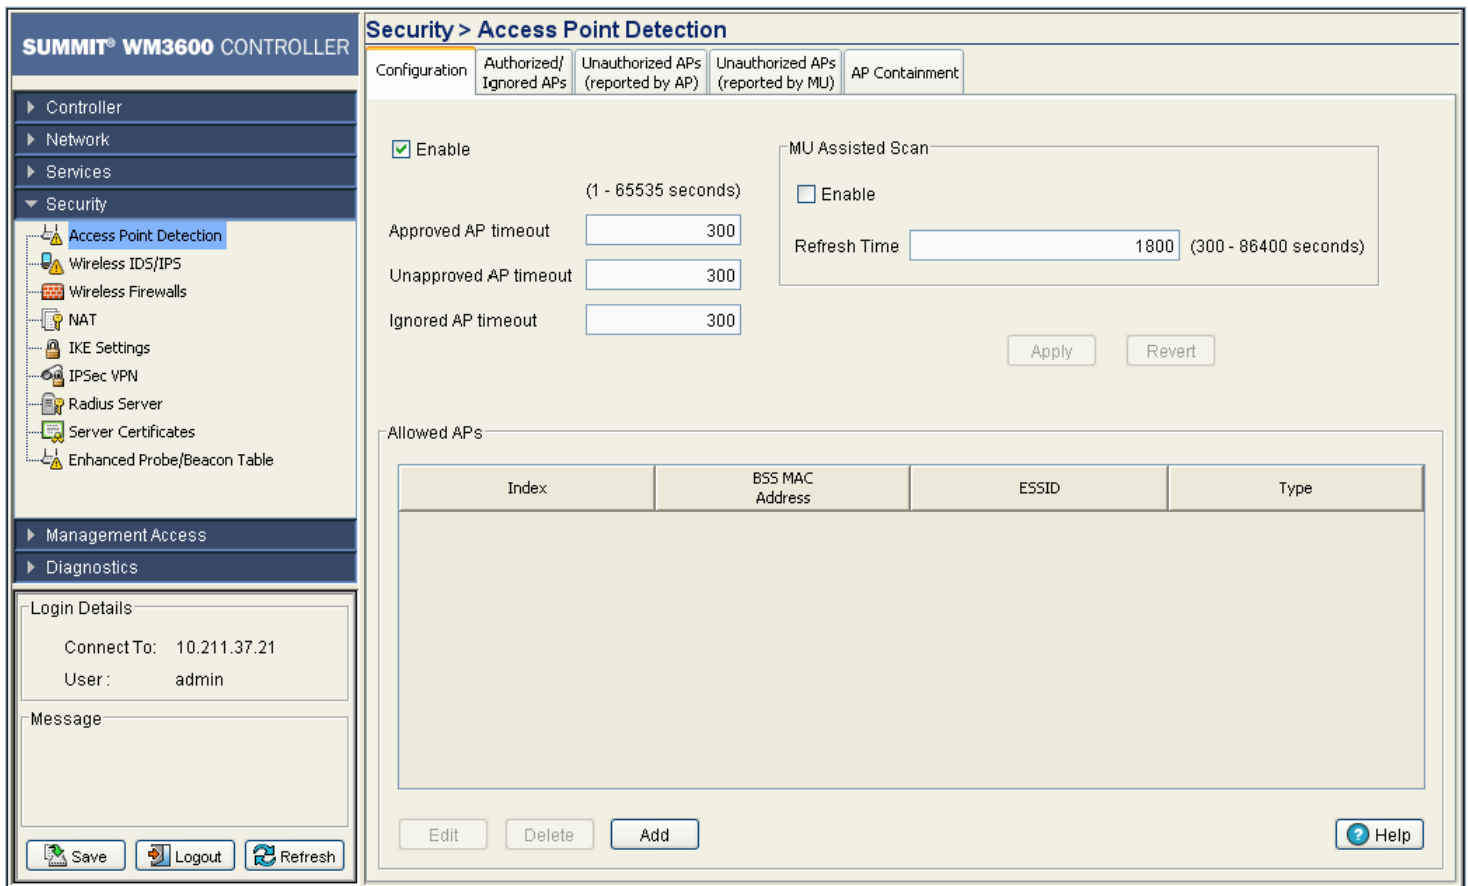 SUMMIT® WM3600 CONTROLLER
Controller
Network
Services
Security
Access Point Detection
Wireless IDS/IPS
Wireless Firewalls
NAT
IKE Settings
IPSec VPN
Radius Server
Server Certificates
Enhanced Probe/Beacon Table
Management Access
Diagnostics
Login Details
Connect To: 10.211.37.21
User : admin
Message
Save Logout Refresh
Security > Access Point Detection
Configuration
Authorized/
Ignored APs
Unauthorized APs
(reported by AP)
Unauthorized APs
(reported by MU)
AP Containment
Enable
(1 - 65535 seconds)
Approved AP timeout 300
Unapproved AP timeout 300
Ignored AP timeout 300
MU Assisted Scan
Enable
Refresh Time 1800 (300 - 86400 seconds)
Apply Revert
Allowed APs
Index
BSS MAC
Address
ESSID
Type
Edit Delete Add
Help